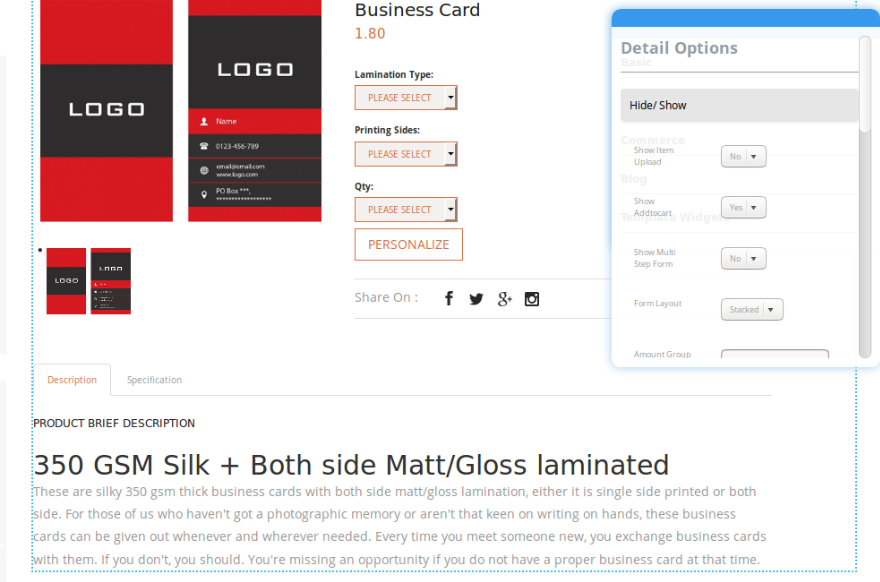 Business Card
1.80
Lamination Type:
PLEASE SELECT
Printing Sides:
PLEASE SELECT
Qty:
PLEASE SELECT
PERSONALIZE
Share On :
LOGO
LOGO
Name
0123-456-789
email@email.com
www.logo.com
PO Box ***,
******************
LOGO
LOGO
Detail Options
Basic
Hide/ Show
Commerce
Show Item
Upload
No
Blog
Show
Addtocart
Yes
Template Widgets
Show Multi
Step Form
No
Form Layout
Stacked
Amount Group
Description
Specification
PRODUCT BRIEF DESCRIPTION
350 GSM Silk + Both side Matt/Gloss laminated
These are silky 350 gsm thick business cards with both side matt/gloss lamination, either it is single side printed or both
side. For those of us who haven't got a photographic memory or aren't that keen on writing on hands, these business
cards can be given out whenever and wherever needed. Every time you meet someone new, you exchange business cards
with them. If you don't, you should. You're missing an opportunity if you do not have a proper business card at that time.